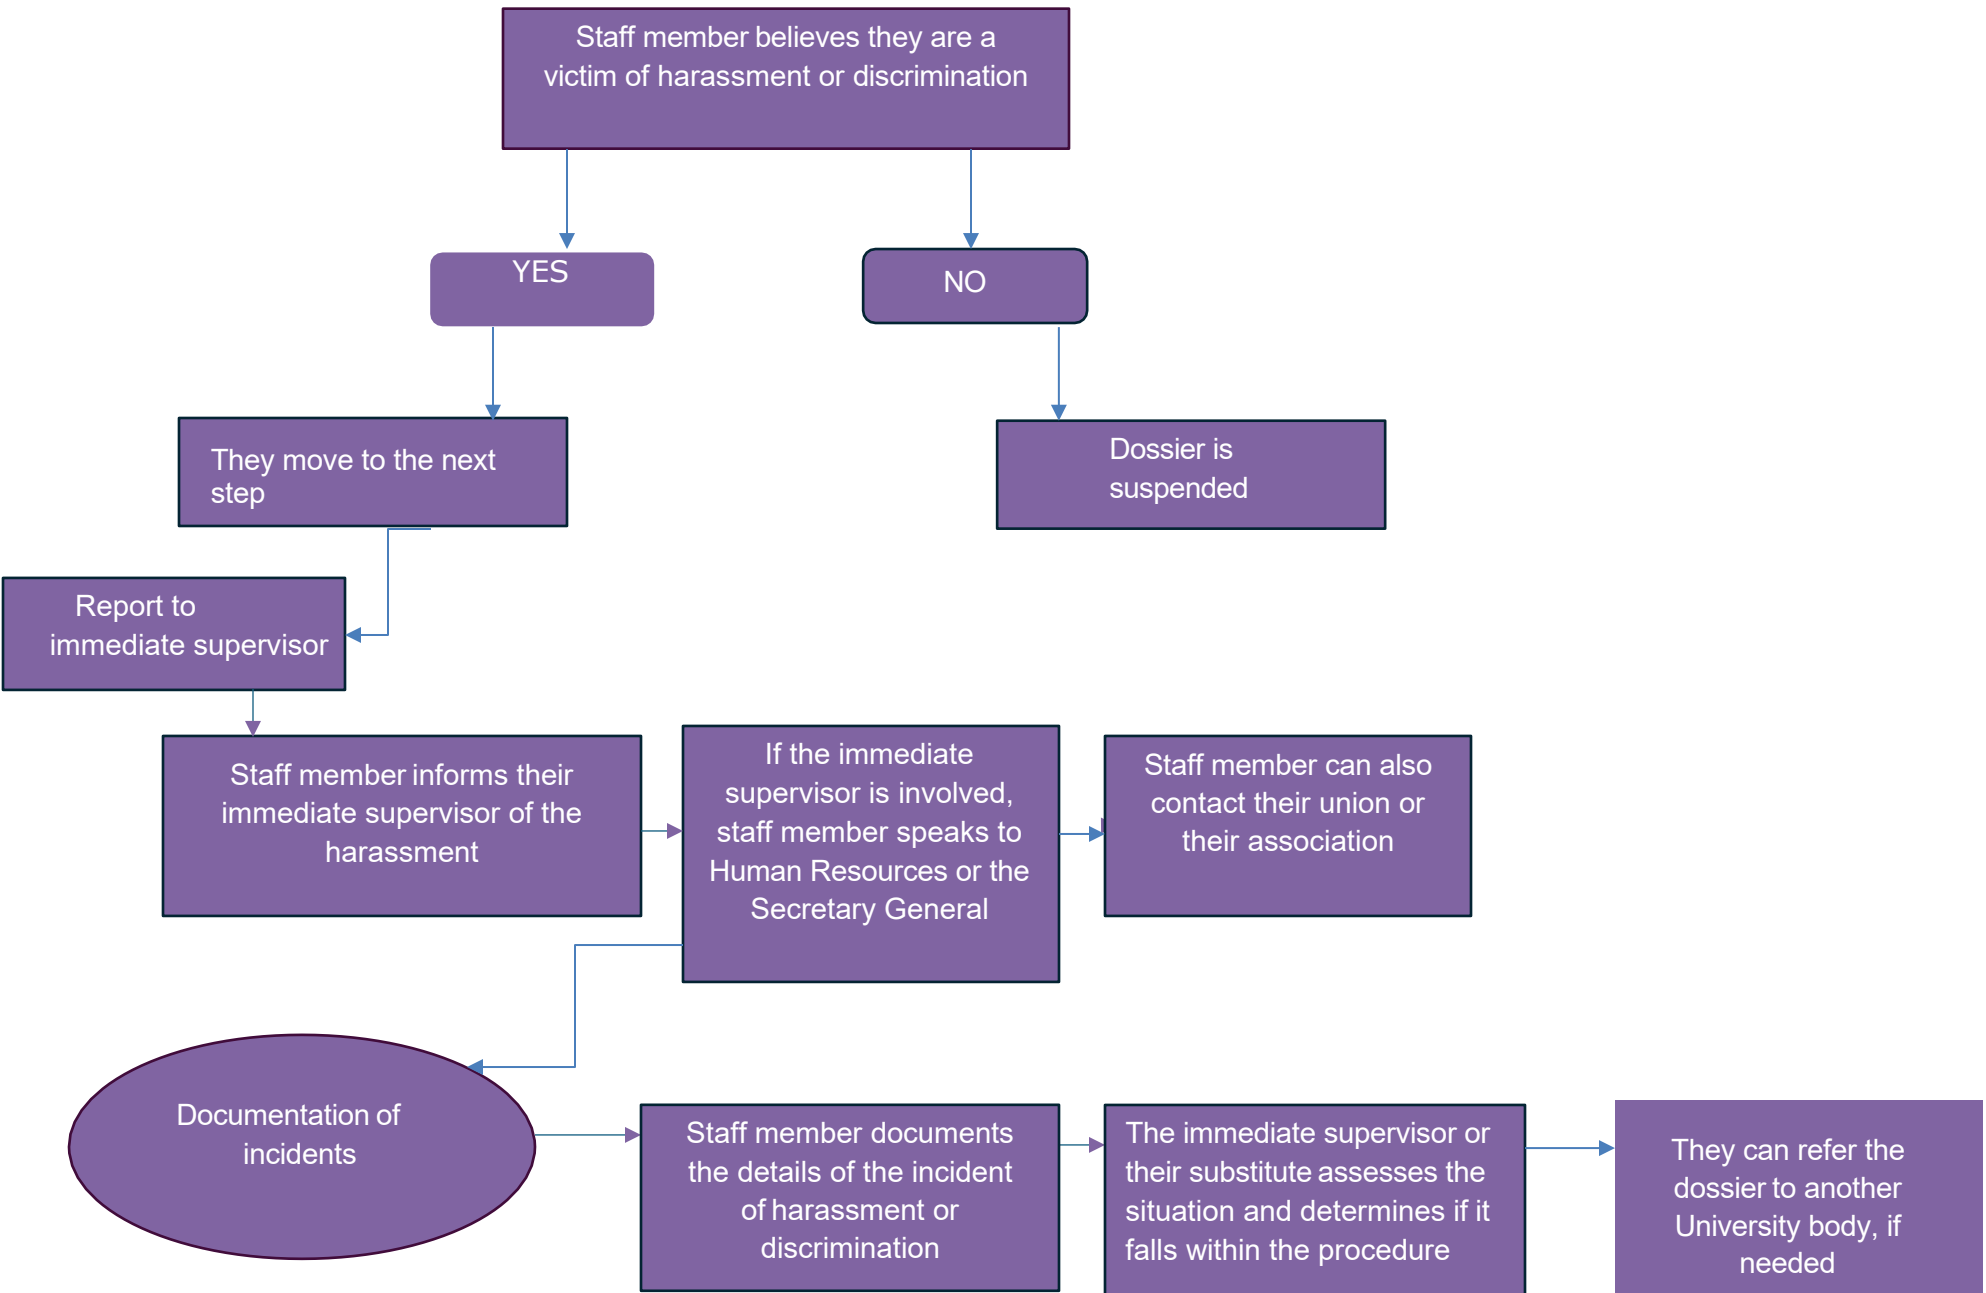 Staff member believes they are a
victim of harassment or discrimination
YES
NO
They move to the next
step
Dossier is
suspended
Report to
immediate supervisor
Staff member informs their
immediate supervisor of the
harassment
If the immediate
supervisor is involved,
staff member speaks to
Human Resources or the
Secretary General
Staff member can also
contact their union or
their association
Documentation of
incidents
Staff member documents
the details of the incident
of harassment or
discrimination
The immediate supervisor or
their substitute assesses the
situation and determines if it
falls within the procedure
They can refer the
dossier to another
University body, if
needed